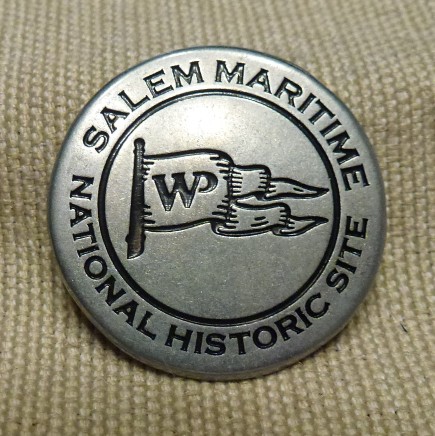 SALEM MARITIME
WP
NATIONAL HISTORIC SITE